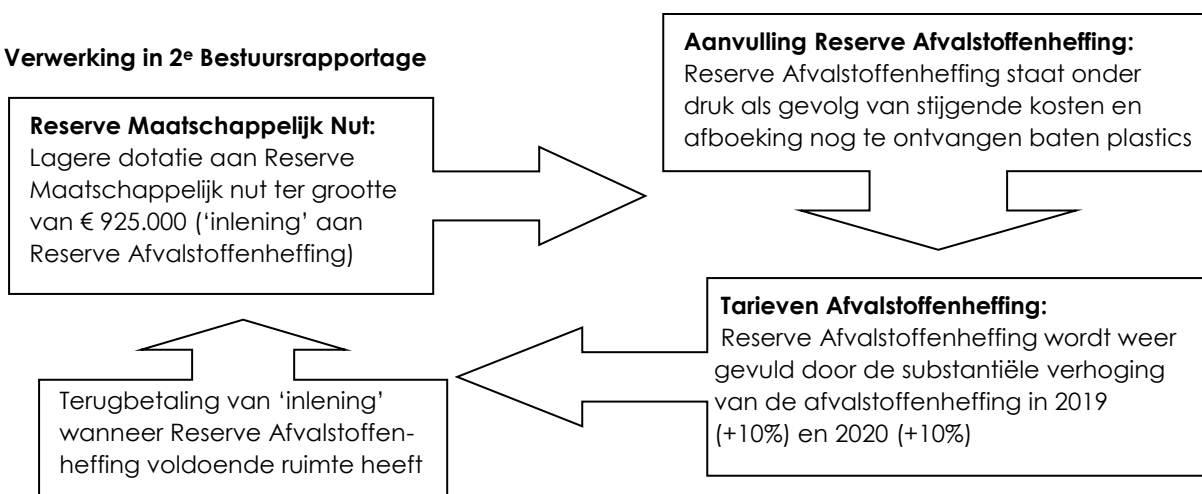 Verwerking in 2e Bestuursrapportage
Reserve Maatschappelijk Nut:
Lagere dotatie aan Reserve
Maatschappelijk nut ter grootte
van € 925.000 (‘inlening’ aan
Reserve Afvalstoffenheffing)
Aanvulling Reserve Afvalstoffenheffing:
Reserve Afvalstoffenheffing staat onder
druk als gevolg van stijgende kosten en
afboeking nog te ontvangen baten plastics
Tarieven Afvalstoffenheffing:
Reserve Afvalstoffenheffing wordt weer
gevuld door de substantiële verhoging
van de afvalstoffenheffing in 2019
(+10%) en 2020 (+10%)
Terugbetaling van ‘inlening’
wanneer Reserve Afvalstoffen-
heffing voldoende ruimte heeft